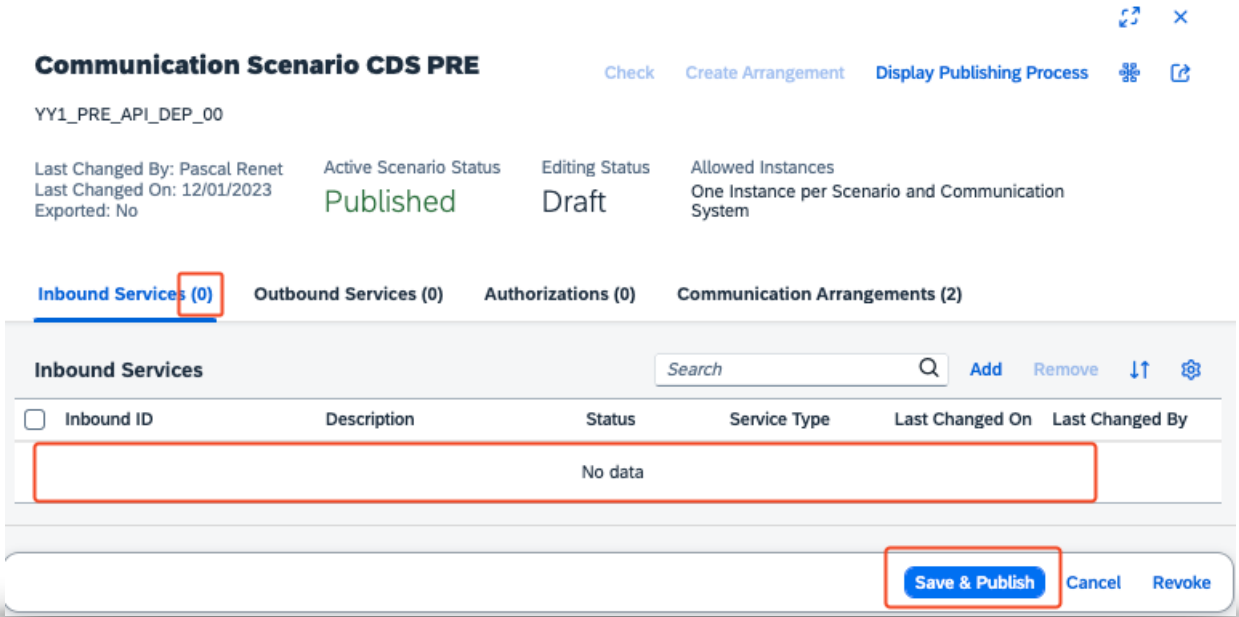 Communication Scenario CDS PRE
Check Create Arrangement Display Publishing Process
YY1_PRE_API_DEP_00
Last Changed By: Pascal Renet
Last Changed On: 12/01/2023
Exported: No
Active Scenario Status
Published
Editing Status
Draft
Allowed Instances
One Instance per Scenario and Communication
System
Inbound Services (0) Outbound Services (0) Authorizations (0) Communication Arrangements (2)
Inbound Services Search Add Remove
Inbound ID Description Status Service Type Last Changed On Last Changed By
No data
Save & Publish Cancel Revoke